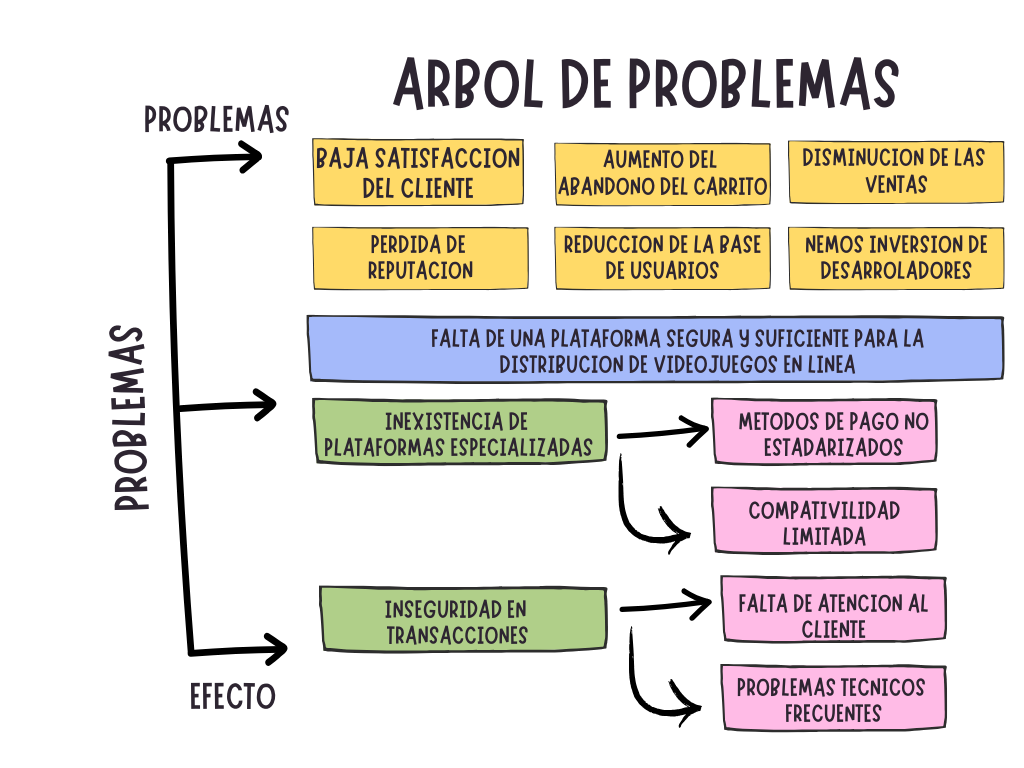 ARBOL DE PROBLEMAS
PROBLEMAS
BAJA SATISFACCION
DEL CLIENTE
AUMENTO DEL
ABANDONO DEL CARRITO
DISMINUCION DE LAS
VENTAS
PERDIDA DE
REPUTACION
REDUCCION DE LA BASE
DE USUARIOS
NEMOS INVERSION DE
DESARROLADORES
PROBLEMAS
FALTA DE UNA PLATAFORMA SEGURA Y SUFICIENTE PARA LA
DISTRIBUCION DE VIDEOJUEGOS EN LINEA
INEXISTENCIA DE
PLATAFORMAS ESPECIALIZADAS
METODOS DE PAGO NO
ESTADARIZADOS
COMPATIVILIDAD
LIMITADA
INSEGURIDAD EN
TRANSACCIONES
FALTA DE ATENCION AL
CLIENTE
PROBLEMAS TECNICOS
FRECUENTES
EFECTO